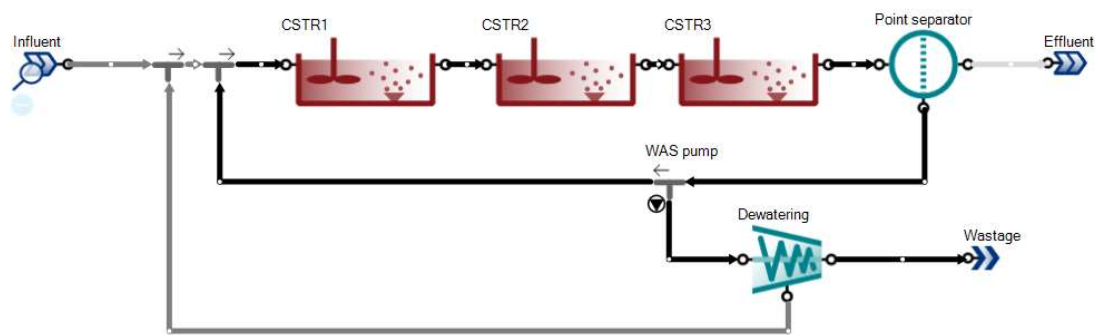 Influent
CSTR1
CSTR2
CSTR3
Point separator
Effluent
WAS pump
Dewatering
Wastage